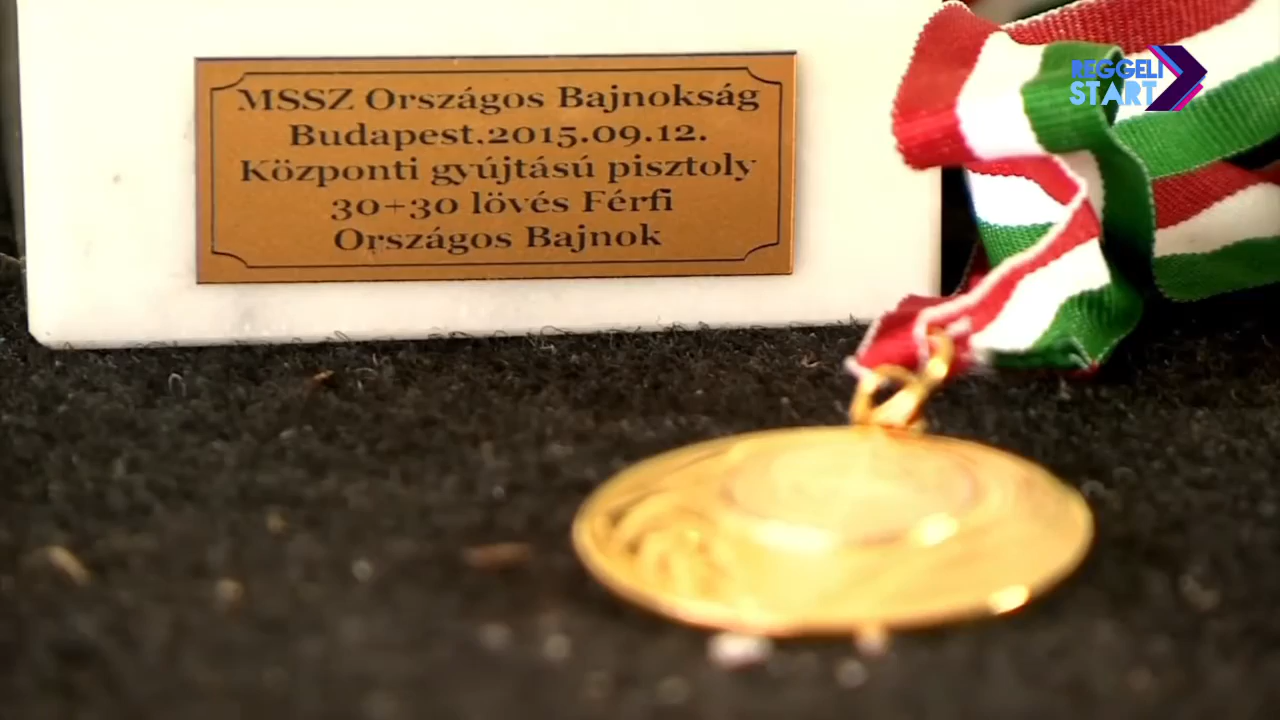 MSSZ Országos Bajnokság
Budapest.2015.09.12.
Központi gyújtású pisztoly
30+30 lövés Férfi
Országos Bajnok
REGGELI
START